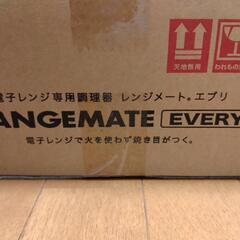 天地無用
われもの
電子レンジ専用調理器 レンジメート®エブリ
ANGEMATE EVERY
電子レンジで火を使わず焼き目がつく。